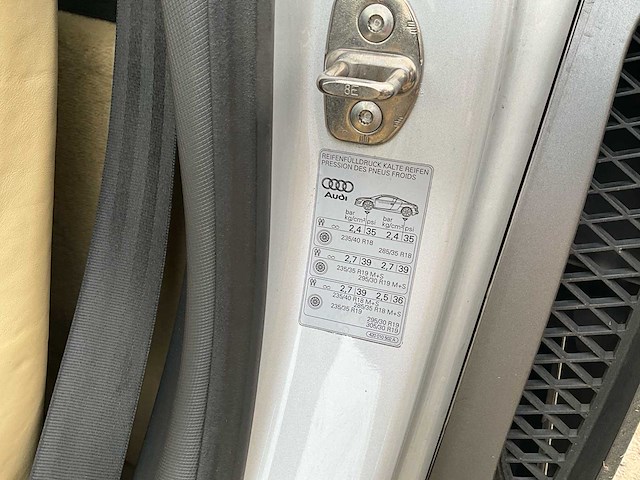 8E
REIFENFÜLLDRUCK KALTE REIFEN
PRESSION DES PNEUS FROIDS
Audi
bar kg/cm² psi bar kg/cm² psi
2,4 35 2,4 35
235/40 R18
285/35 R18
2,7 39 2,7 39
235/35 R19 M+S
295/30 R19 M+S
2,7 39 2,5 36
235/40 R18 M+S
285/35 R18 M+S
235/35 R19
295/30 R19
305/30 R19